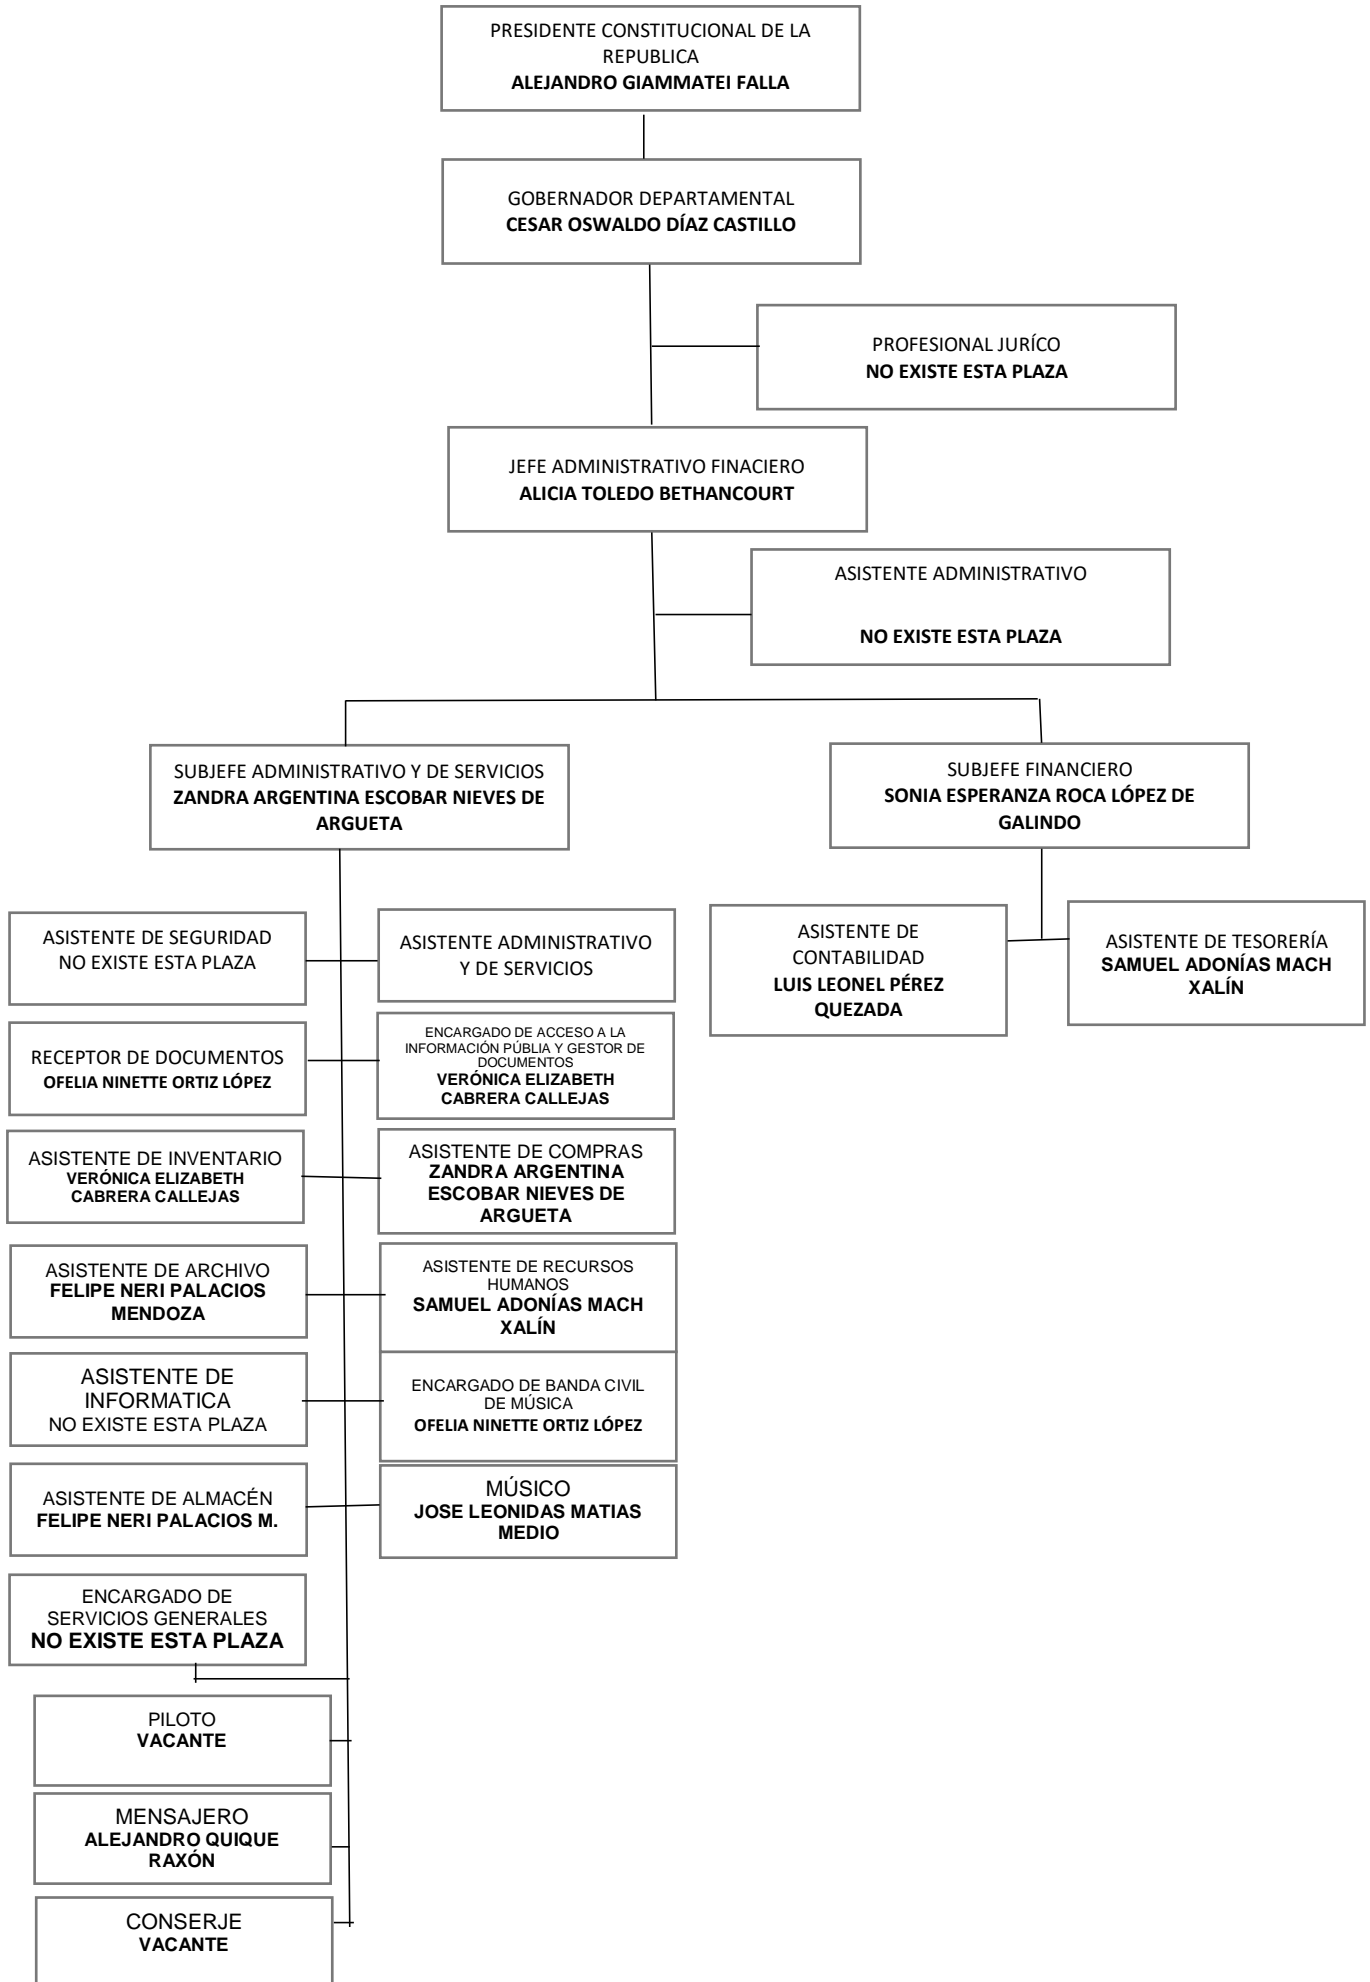 PRESIDENTE CONSTITUCIONAL DE LA
REPUBLICA
ALEJANDRO GIAMMATEI FALLA
GOBERNADOR DEPARTAMENTAL
CESAR OSWALDO DÍAZ CASTILLO
PROFESIONAL JURÍCO
NO EXISTE ESTA PLAZA
JEFE ADMINISTRATIVO FINACIERO
ALICIA TOLEDO BETHANCOURT
ASISTENTE ADMINISTRATIVO
NO EXISTE ESTA PLAZA
SUBJEFE ADMINISTRATIVO Y DE SERVICIOS
ZANDRA ARGENTINA ESCOBAR NIEVES DE
ARGUETA
SUBJEFE FINANCIERO
SONIA ESPERANZA ROCA LÓPEZ DE
GALINDO
ASISTENTE DE SEGURIDAD
NO EXISTE ESTA PLAZA
ASISTENTE ADMINISTRATIVO
Y DE SERVICIOS
ASISTENTE DE
CONTABILIDAD
LUIS LEONEL PÉREZ
QUEZADA
ASISTENTE DE TESORERÍA
SAMUEL ADONÍAS MACH
XALÍN
RECEPTOR DE DOCUMENTOS
OFELIA NINETTE ORTIZ LÓPEZ
ENCARGADO DE ACCESO A LA
INFORMACIÓN PÚBLIA Y GESTOR DE
DOCUMENTOS
VERÓNICA ELIZABETH
CABRERA CALLEJAS
ASISTENTE DE INVENTARIO
VERÓNICA ELIZABETH
CABRERA CALLEJAS
ASISTENTE DE COMPRAS
ZANDRA ARGENTINA
ESCOBAR NIEVES DE
ARGUETA
ASISTENTE DE ARCHIVO
FELIPE NERI PALACIOS
MENDOZA
ASISTENTE DE RECURSOS
HUMANOS
SAMUEL ADONÍAS MACH
XALÍN
ASISTENTE DE
INFORMATICA
NO EXISTE ESTA PLAZA
ENCARGADO DE BANDA CIVIL
DE MÚSICA
OFELIA NINETTE ORTIZ LÓPEZ
ASISTENTE DE ALMACÉN
FELIPE NERI PALACIOS M.
MÚSICO
JOSE LEONIDAS MATIAS
MEDIO
ENCARGADO DE
SERVICIOS GENERALES
NO EXISTE ESTA PLAZA
PILOTO
VACANTE
MENSAJERO
ALEJANDRO QUIQUE
RAXÓN
CONSERJE
VACANTE